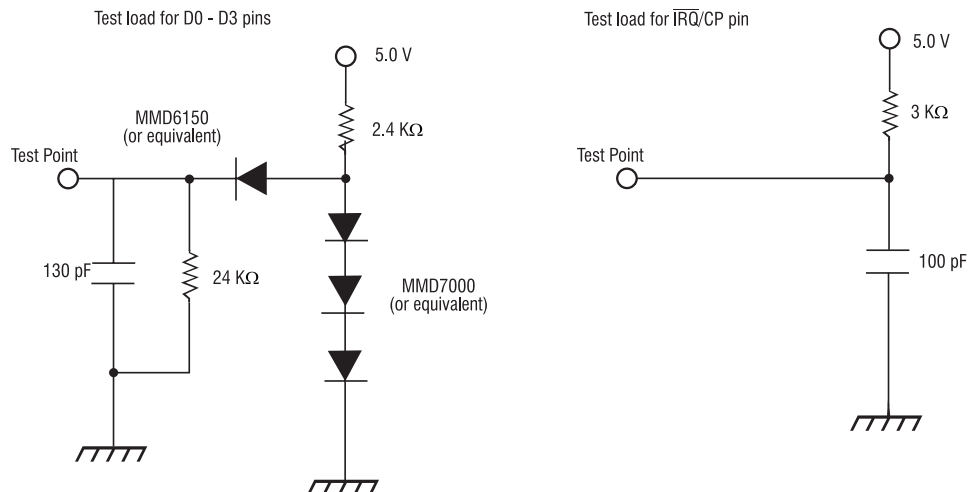 Test load for D0 - D3 pins
5.0 V
2.4 KΩ
MMD6150
(or equivalent)
Test Point
130 pF
24 KΩ
MMD7000
(or equivalent)
Test load for I̅R̅Q̅/CP pin
5.0 V
3 KΩ
Test Point
100 pF